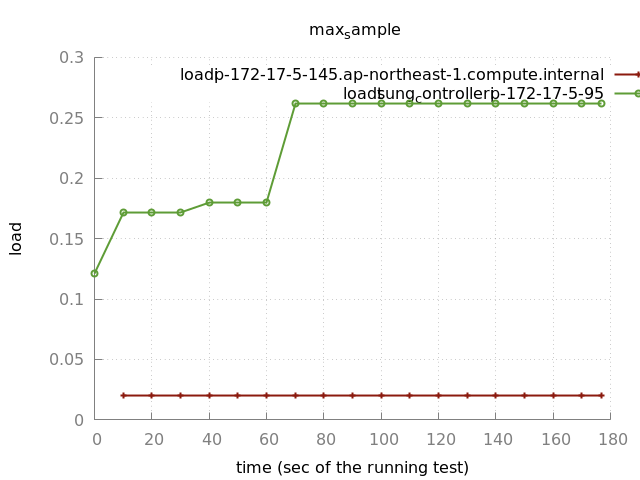 maxsample
0.3
loadip-172-17-5-145.ap-northeast-1.compute.internal
loadtsung_controllerip-172-17-5-95
0.25
0.2
0.15
0.1
0.05
0
load
0 20 40 60 80 100 120 140 160 180
time (sec of the running test)